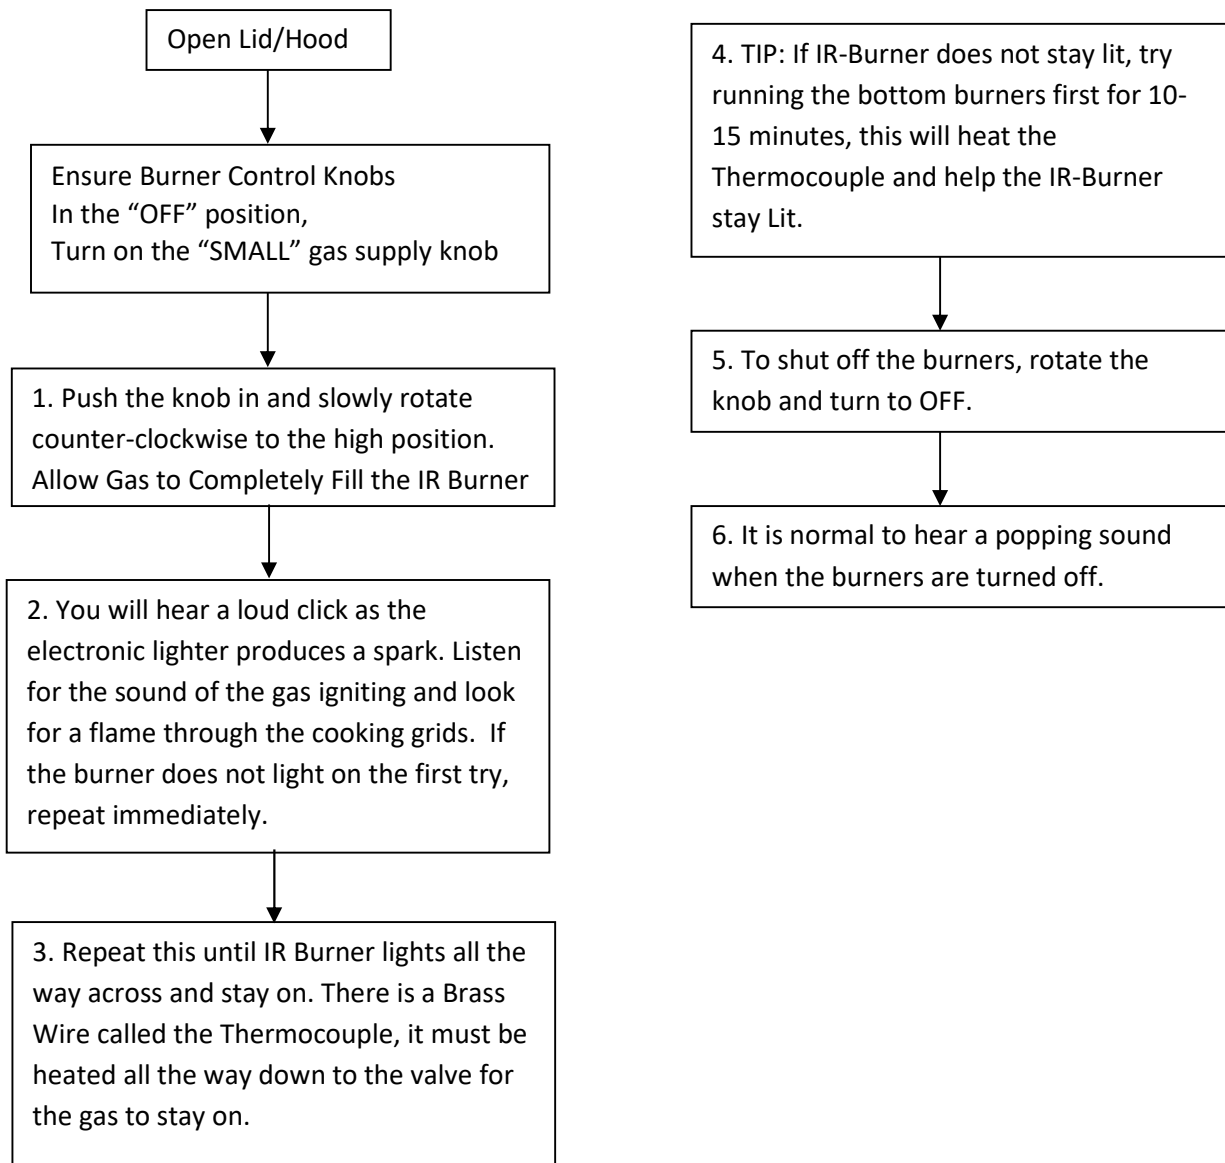 Open Lid/Hood
Ensure Burner Control Knobs
In the “OFF” position,
Turn on the “SMALL” gas supply knob
1. Push the knob in and slowly rotate
counter-clockwise to the high position.
Allow Gas to Completely Fill the IR Burner
2. You will hear a loud click as the
electronic lighter produces a spark. Listen
for the sound of the gas igniting and look
for a flame through the cooking grids.  If
the burner does not light on the first try,
repeat immediately.
3. Repeat this until IR Burner lights all the
way across and stay on. There is a Brass
Wire called the Thermocouple, it must be
heated all the way down to the valve for
the gas to stay on.
4. TIP: If IR-Burner does not stay lit, try
running the bottom burners first for 10-
15 minutes, this will heat the
Thermocouple and help the IR-Burner
stay Lit.
5. To shut off the burners, rotate the
knob and turn to OFF.
6. It is normal to hear a popping sound
when the burners are turned off.